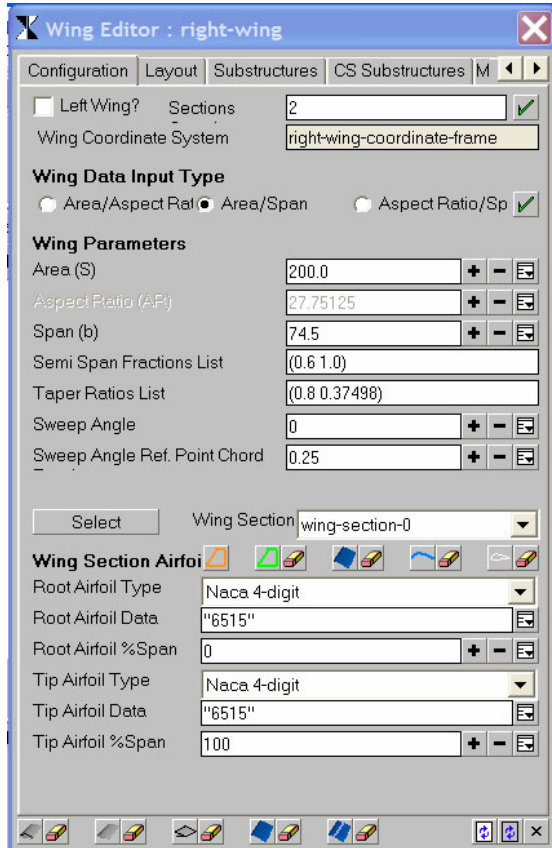 Wing Editor : right-wing
Configuration Layout Substructures CS Substructures M
Left Wing? Sections 2
Wing Coordinate System right-wing-coordinate-frame
Wing Data Input Type
Area/Aspect Rat Area/Span Aspect Ratio/Sp
Wing Parameters
Area (S) 200.0
Aspect Ratio (AR) 27.75125
Span (b) 74.5
Semi Span Fractions List (0.6 1.0)
Taper Ratios List (0.8 0.37498)
Sweep Angle 0
Sweep Angle Ref. Point Chord 0.25
Select Wing Section wing-section-0
Wing Section Airfoi
Root Airfoil Type Naca 4-digit
Root Airfoil Data "6515"
Root Airfoil %Span 0
Tip Airfoil Type Naca 4-digit
Tip Airfoil Data "6515"
Tip Airfoil %Span 100